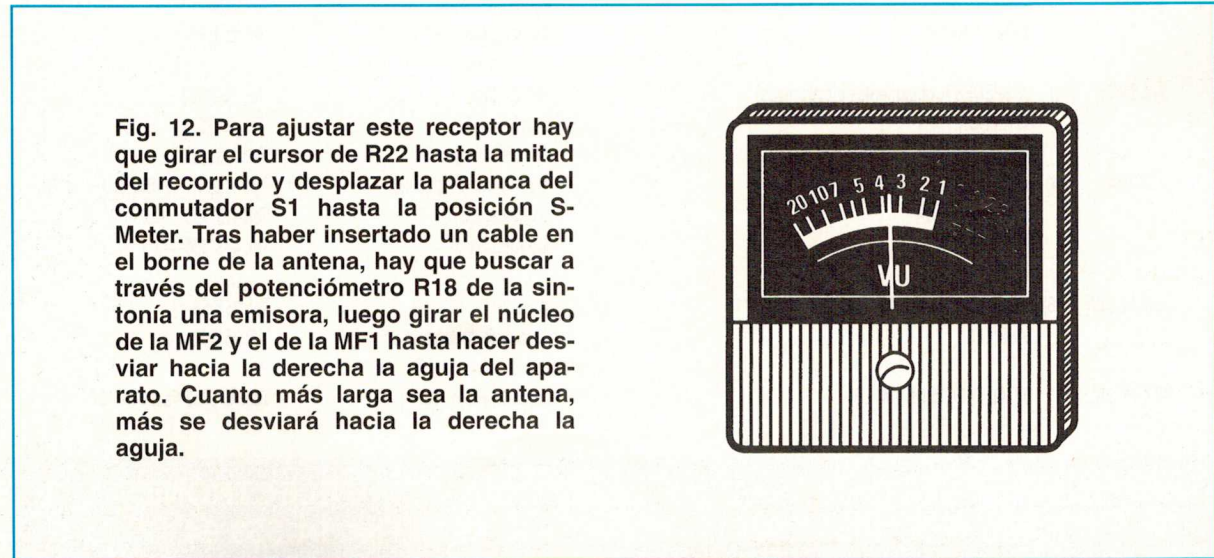 Fig. 12. Para ajustar este receptor hay
que girar el cursor de R22 hasta la mitad
del recorrido y desplazar la palanca del
conmutador S1 hasta la posición S-
Meter. Tras haber insertado un cable en
el borne de la antena, hay que buscar a
través del potenciómetro R18 de la sin-
tonía una emisora, luego girar el núcleo
de la MF2 y el de la MF1 hasta hacer des-
viar hacia la derecha la aguja del apa-
rato. Cuanto más larga sea la antena,
más se desviará hacia la derecha la
aguja.
20 10 7 5 4 3 2 1
VU